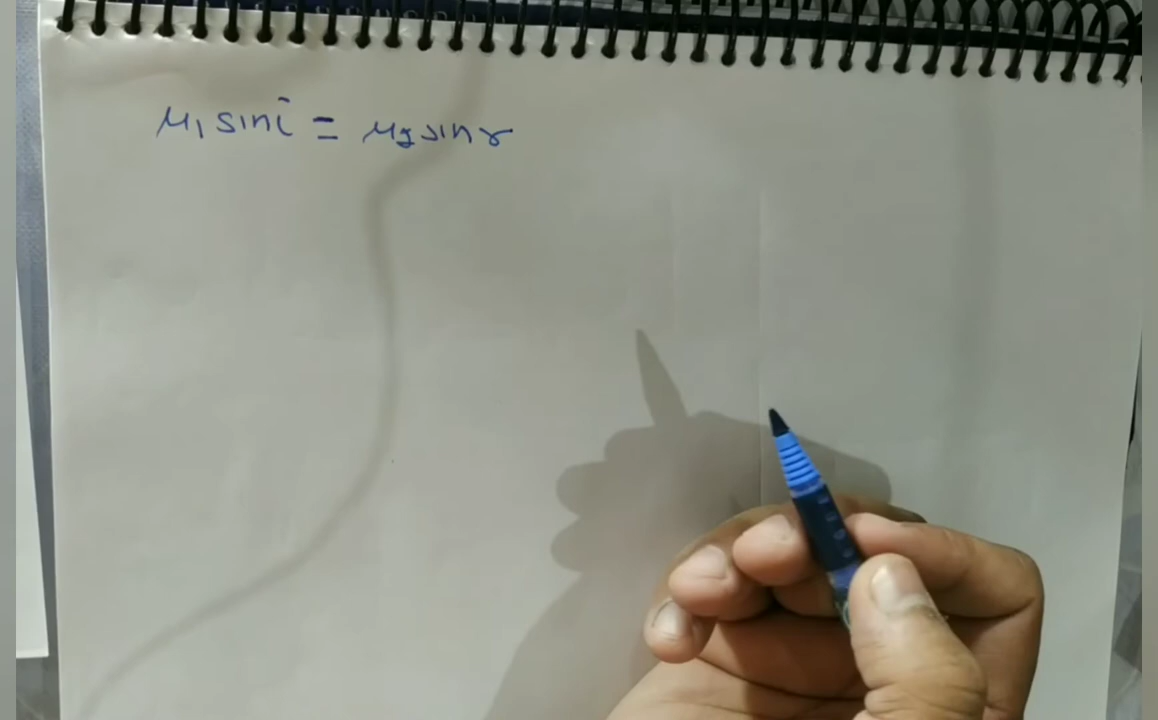 μ₁ sin i = μ₂ sin r